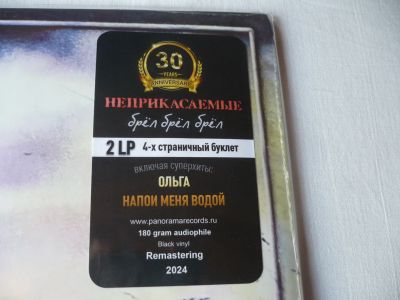 30
YEARS
ANNIVERSARY
НЕПРИКАСАЕМЫЕ
брёл брёл брёл
2 LP 4-х страничный буклет
включая суперхиты:
ОЛЬГА
НАПОИ МЕНЯ ВОДОЙ
www.panoramarecords.ru
180 gram audiophile
Black vinyl
Remastering
2024